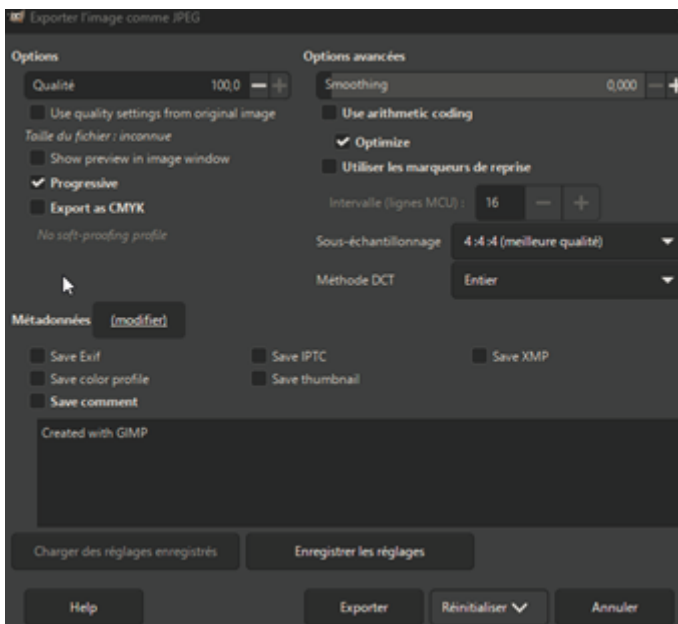 Exporter l'image comme JPEG
Options
Options avancées
Qualité 100,0
Smoothing 0,000
Use quality settings from original image
Use arithmetic coding
Taille du fichier : inconnue
Optimize
Show preview in image window
Utiliser les marqueurs de reprise
Progressive
Export as CMYK
Intervalle (lignes MCU) : 16
No soft-proofing profile
Sous-échantillonnage 4:4:4 (meilleure qualité)
Méthode DCT Entier
Métadonnées (modifier)
Save Exif Save IPTC Save XMP
Save color profile Save thumbnail
Save comment
Created with GIMP
Charger des réglages enregistrés Enregistrer les réglages
Help Exporter Réinitialiser Annuler